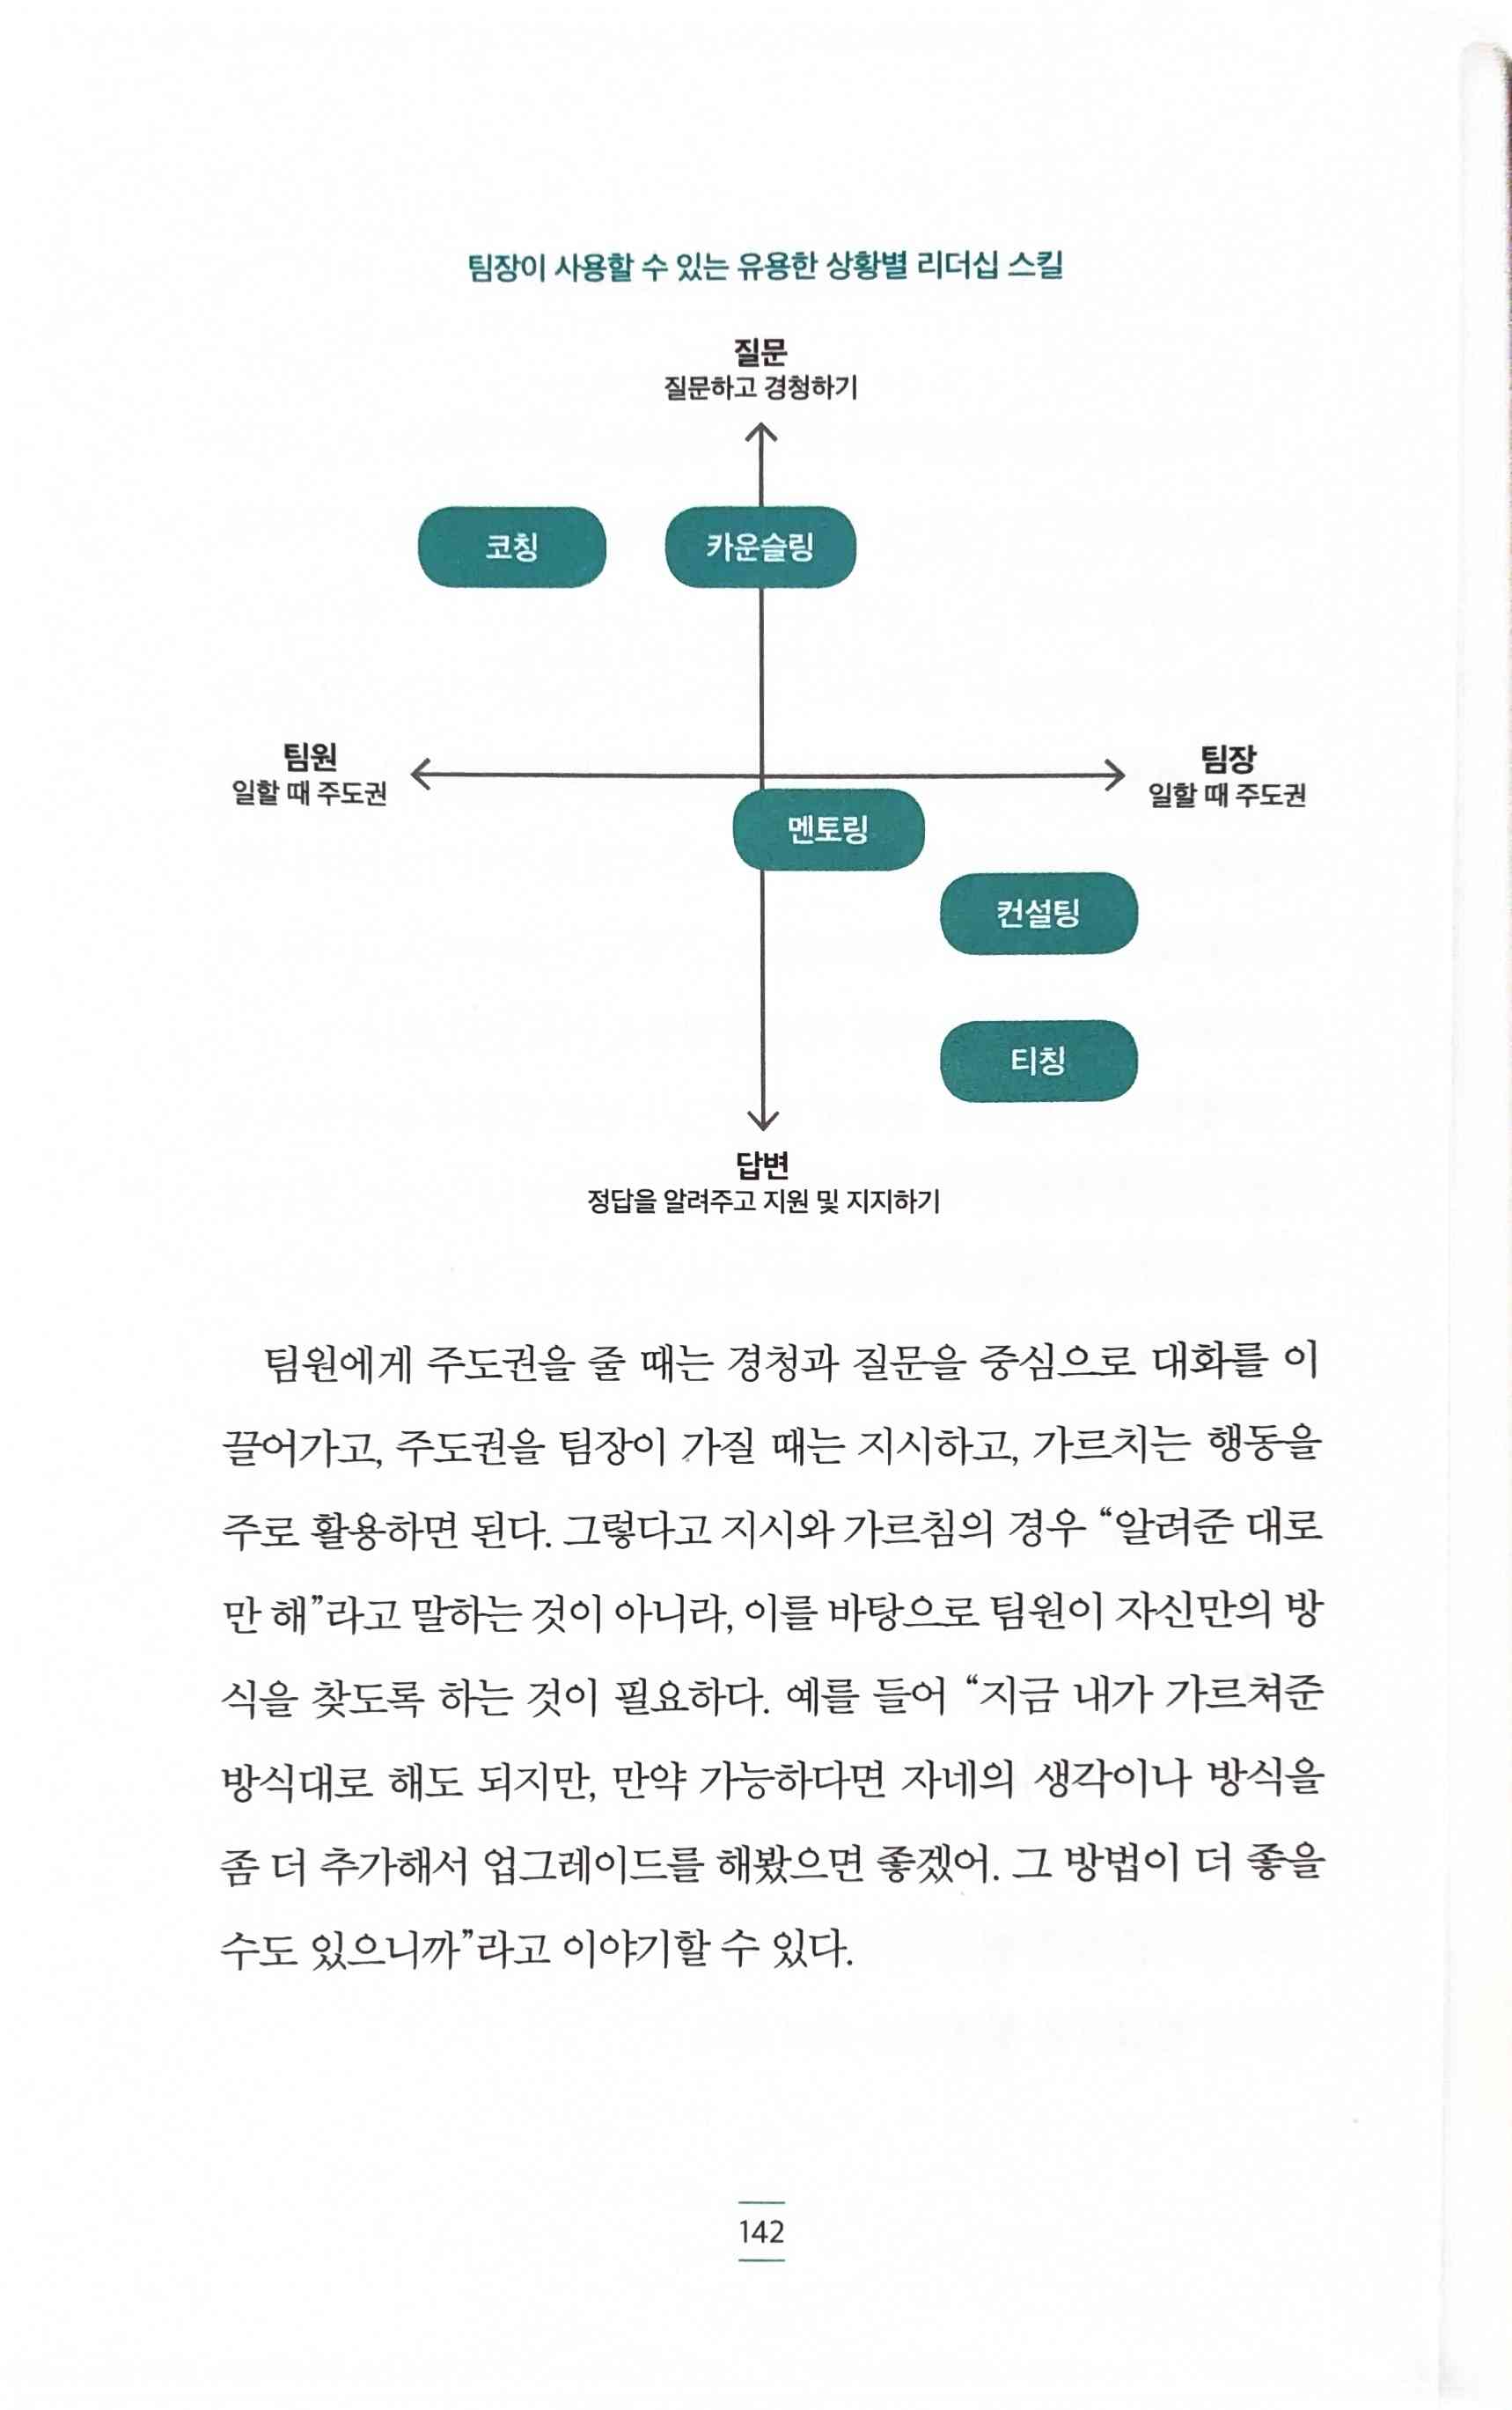 팀장이 사용할 수 있는 유용한 상황별 리더십 스킬
질문
질문하고 경청하기
코칭
카운슬링
팀원
일할 때 주도권
팀장
일할 때 주도권
멘토링
컨설팅
티칭
답변
정답을 알려주고 지원 및 지지하기
팀원에게 주도권을 줄 때는 경청과 질문을 중심으로 대화를 이
끌어가고, 주도권을 팀장이 가질 때는 지시하고, 가르치는 행동을
주로 활용하면 된다. 그렇다고 지시와 가르침의 경우 “알려준 대로
만 해”라고 말하는 것이 아니라, 이를 바탕으로 팀원이 자신만의 방
식을 찾도록 하는 것이 필요하다. 예를 들어 “지금 내가 가르쳐준
방식대로 해도 되지만, 만약 가능하다면 자네의 생각이나 방식을
좀 더 추가해서 업그레이드를 해봤으면 좋겠어. 그 방법이 더 좋을
수도 있으니까”라고 이야기할 수 있다.
142